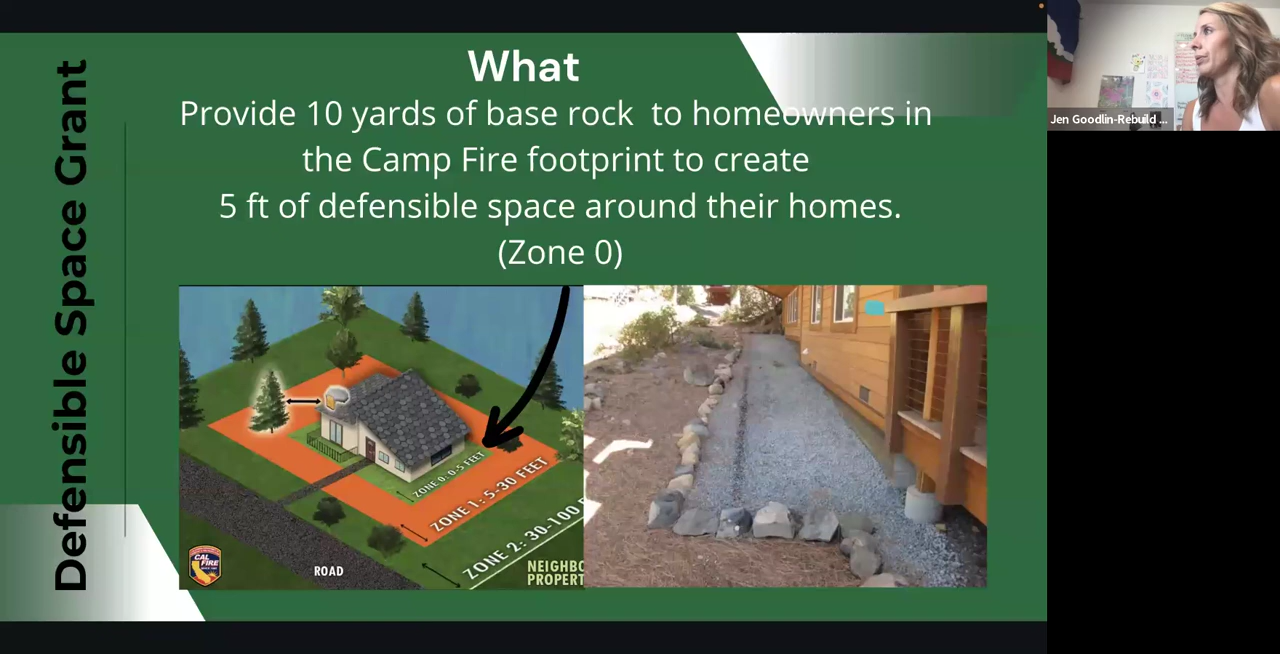 What
Provide 10 yards of base rock to homeowners in
the Camp Fire footprint to create
5 ft of defensible space around their homes.
(Zone 0)
Defensible Space Grant
ZONE 0: 0-5 FEET
ZONE 1: 5-30 FEET
ZONE 2: 30-100 F
NEIGHBO
PROPERT
ROAD
CAL
FIRE
Jen Goodlin-Rebuild ...